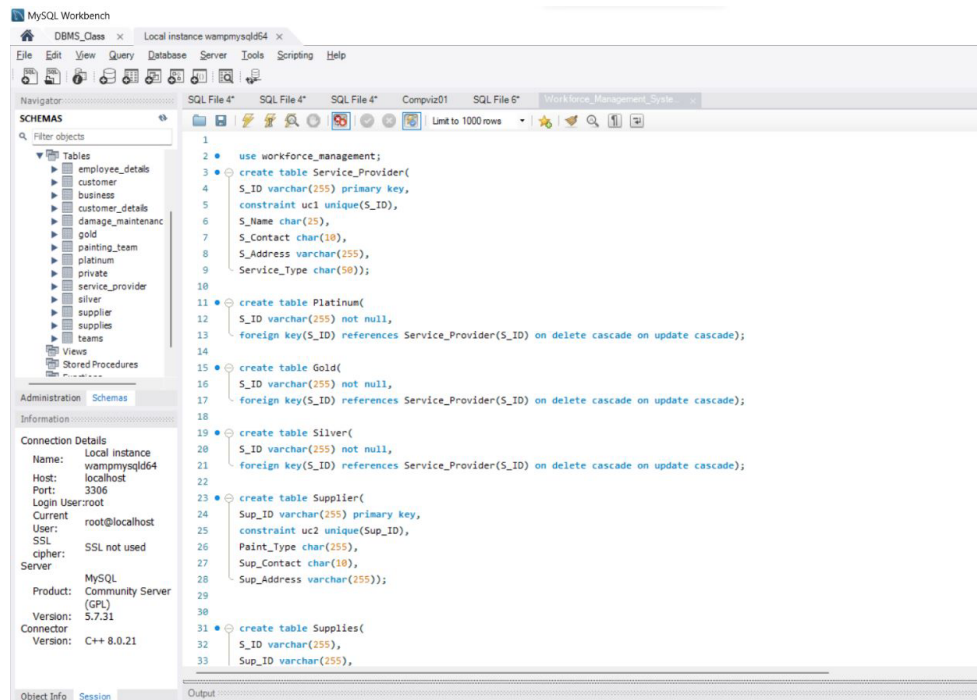 MySQL Workbench
DBMS_Class × Local instance wampmysqld64 ×
File Edit View Query Database Server Tools Scripting Help
Navigator
SQL File 4* SQL File 4* SQL File 4* Compviz01 SQL File 6* Workforce_Management_Syste... ×
SCHEMAS
Limit to 1000 rows
Filter objects
Tables
employee_details
customer
business
customer_details
damage_maintenanc
gold
painting_team
platinum
private
service_provider
silver
supplier
supplies
teams
Views
Stored Procedures
Administration Schemas
Information
Connection Details
Name: Local instance wampmysqld64
Host: localhost
Port: 3306
Login User:root
Current User: root@localhost
SSL cipher: SSL not used
Server
Product: MySQL Community Server (GPL)
Version: 5.7.31
Connector
Version: C++ 8.0.21
Object Info Session
1
2 use workforce_management;
3 create table Service_Provider(
4 S_ID varchar(255) primary key,
5 constraint uc1 unique(S_ID),
6 S_Name char(25),
7 S_Contact char(10),
8 S_Address varchar(255),
9 Service_Type char(50));
10
11 create table Platinum(
12 S_ID varchar(255) not null,
13 foreign key(S_ID) references Service_Provider(S_ID) on delete cascade on update cascade);
14
15 create table Gold(
16 S_ID varchar(255) not null,
17 foreign key(S_ID) references Service_Provider(S_ID) on delete cascade on update cascade);
18
19 create table Silver(
20 S_ID varchar(255) not null,
21 foreign key(S_ID) references Service_Provider(S_ID) on delete cascade on update cascade);
22
23 create table Supplier(
24 Sup_ID varchar(255) primary key,
25 constraint uc2 unique(Sup_ID),
26 Paint_Type char(255),
27 Sup_Contact char(10),
28 Sup_Address varchar(255));
29
30
31 create table Supplies(
32 S_ID varchar(255),
33 Sup_ID varchar(255),
Output